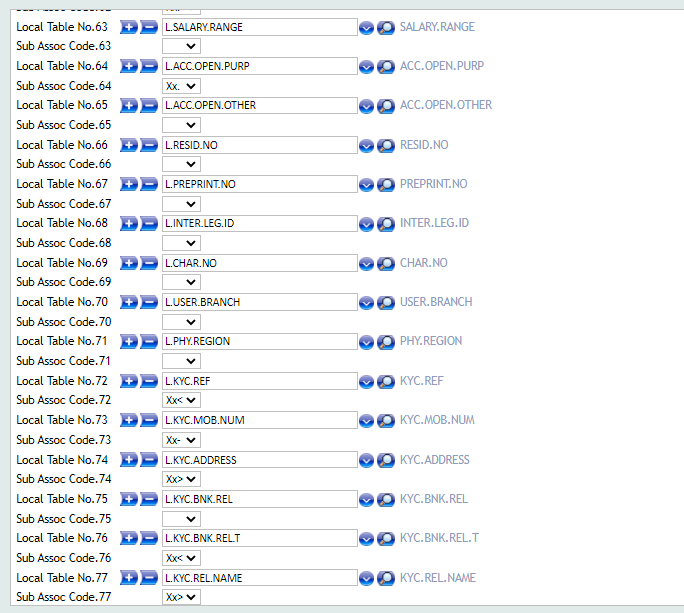 Local Table No.63 L.SALARY.RANGE SALARY.RANGE
Sub Assoc Code.63
Local Table No.64 L.ACC.OPEN.PURP ACC.OPEN.PURP
Sub Assoc Code.64 Xx.
Local Table No.65 L.ACC.OPEN.OTHER ACC.OPEN.OTHER
Sub Assoc Code.65
Local Table No.66 L.RESID.NO RESID.NO
Sub Assoc Code.66
Local Table No.67 L.PREPRINT.NO PREPRINT.NO
Sub Assoc Code.67
Local Table No.68 L.INTER.LEG.ID INTER.LEG.ID
Sub Assoc Code.68
Local Table No.69 L.CHAR.NO CHAR.NO
Sub Assoc Code.69
Local Table No.70 L.USER.BRANCH USER.BRANCH
Sub Assoc Code.70
Local Table No.71 L.PHY.REGION PHY.REGION
Sub Assoc Code.71
Local Table No.72 L.KYC.REF KYC.REF
Sub Assoc Code.72 Xx<
Local Table No.73 L.KYC.MOB.NUM KYC.MOB.NUM
Sub Assoc Code.73 Xx-
Local Table No.74 L.KYC.ADDRESS KYC.ADDRESS
Sub Assoc Code.74 Xx>
Local Table No.75 L.KYC.BNK.REL KYC.BNK.REL
Sub Assoc Code.75
Local Table No.76 L.KYC.BNK.REL.T KYC.BNK.REL.T
Sub Assoc Code.76 Xx<
Local Table No.77 L.KYC.REL.NAME KYC.REL.NAME
Sub Assoc Code.77 Xx>